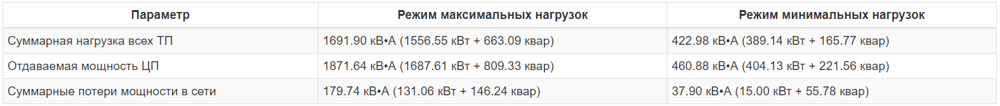 Параметр Режим максимальных нагрузок Режим минимальных нагрузок
Суммарная нагрузка всех ТП 1691.90 кВ•А (1556.55 кВт + 663.09 квар) 422.98 кВ•А (389.14 кВт + 165.77 квар)
Отдаваемая мощность ЦП 1871.64 кВ•А (1687.61 кВт + 809.33 квар) 460.88 кВ•А (404.13 кВт + 221.56 квар)
Суммарные потери мощности в сети 179.74 кВ•А (131.06 кВт + 146.24 квар) 37.90 кВ•А (15.00 кВт + 55.78 квар)